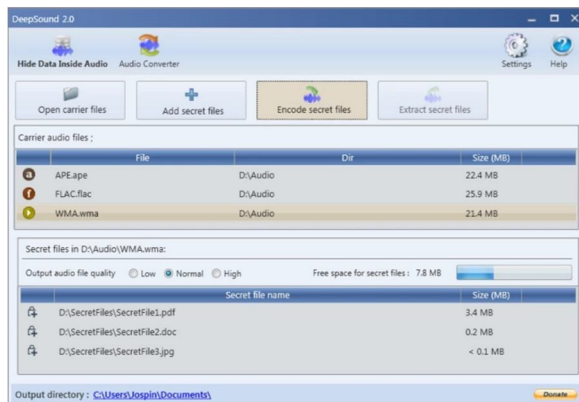 DeepSound 2.0
Hide Data Inside Audio Audio Converter Settings Help
Open carrier files Add secret files Encode secret files Extract secret files
Carrier audio files ;
File Dir Size (MB)
APE.ape D:\Audio 22.4 MB
FLAC.flac D:\Audio 25.9 MB
WMA.wma D:\Audio 21.4 MB
Secret files in D:\Audio\WMA.wma:
Output audio file quality Low Normal High Free space for secret files : 7.8 MB
Secret file name Size (MB)
D:\SecretFiles\SecretFile1.pdf 3.4 MB
D:\SecretFiles\SecretFile2.doc 0.2 MB
D:\SecretFiles\SecretFile3.jpg < 0.1 MB
Output directory : C:\Users\Jospin\Documents\ Donate